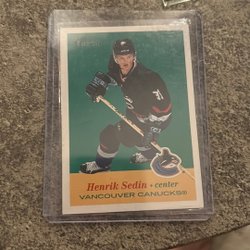 Henrik Sedin • center
VANCOUVER CANUCKS®